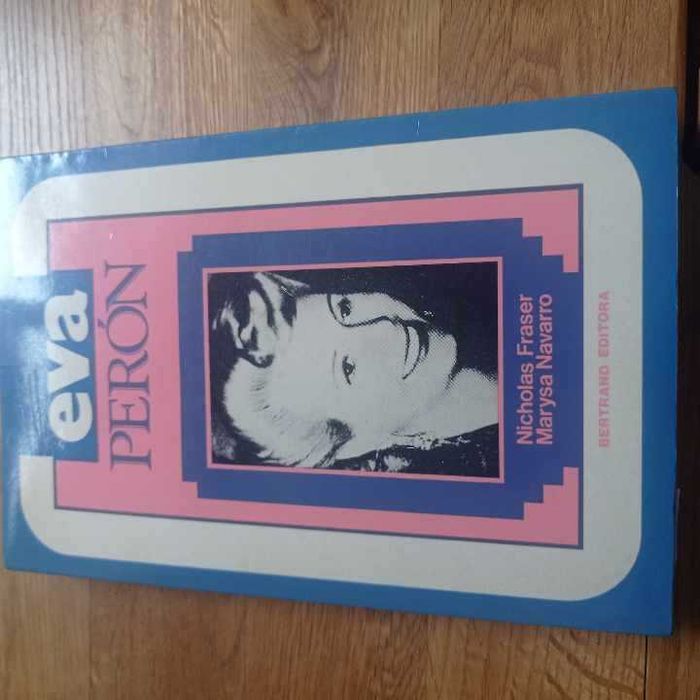 eva
PERÓN
Nicholas Fraser
Marysa Navarro
BERTRAND EDITORA